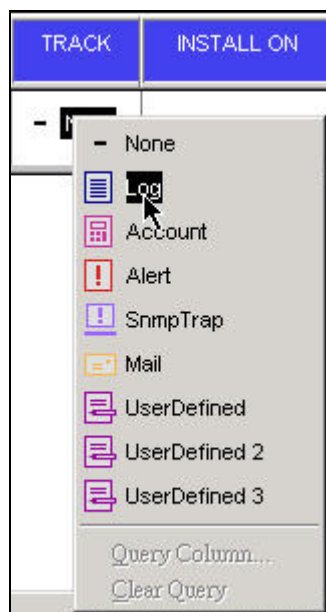 TRACK INSTALL ON
None
Log
Account
Alert
SnmpTrap
Mail
UserDefined
UserDefined 2
UserDefined 3
Query Column...
Clear Query